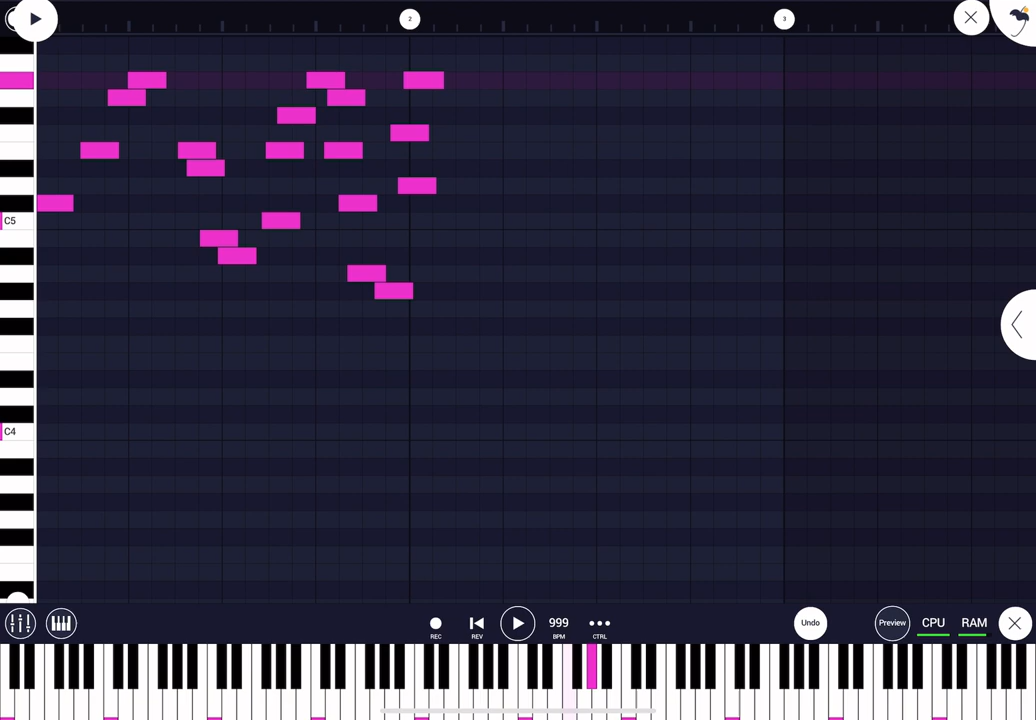 2
3
C5
C4
REC
REV
999
BPM
CTRL
Undo
Preview
CPU
RAM